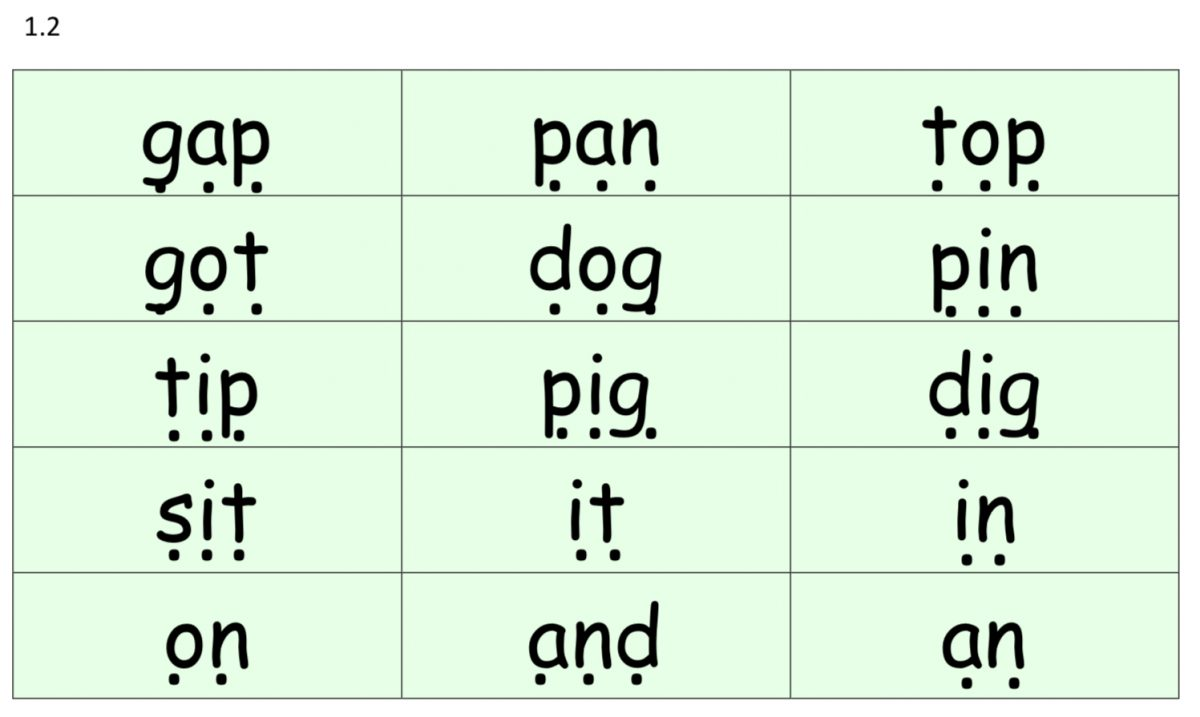 1.2
gap pan top
got dog pin
tip pig dig
sit it in
on and an